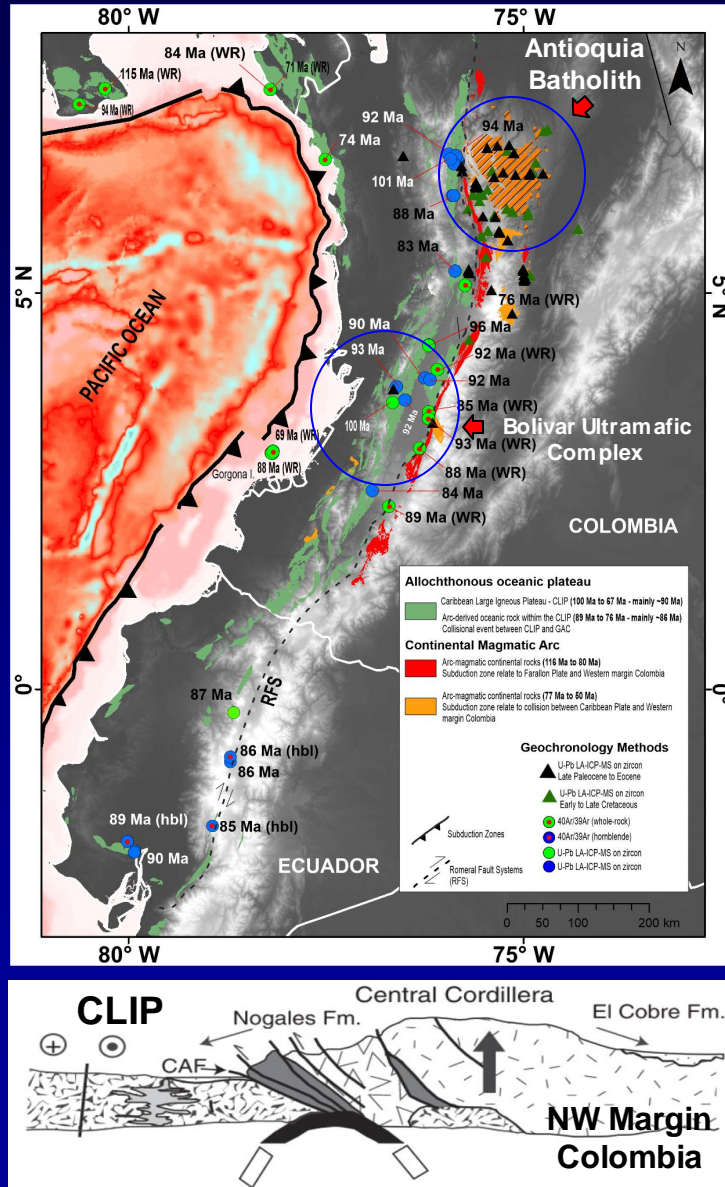 80° W
75° W
84 Ma (WR)
71 Ma (WR)
115 Ma (WR)
94 Ma (WR)
Antioquia
Batholith
N
92 Ma
94 Ma
74 Ma
101 Ma
88 Ma
83 Ma
5° N
5° N
76 Ma (WR)
PACIFIC OCEAN
90 Ma
96 Ma
93 Ma
92 Ma (WR)
92 Ma
85 Ma (WR)
100 Ma
92 Ma
Bolivar Ultramafic
Complex
93 Ma (WR)
69 Ma (WR)
88 Ma (WR)
Gorgona I.
88 Ma (WR)
84 Ma
89 Ma (WR)
COLOMBIA
Allochthonous oceanic plateau
Caribbean Large Igneous Plateau - CLIP (100 Ma to 67 Ma - mainly ~90 Ma)
Arc-derived oceanic rock withim the CLIP (89 Ma to 76 Ma - mainly ~86 Ma)
Collisional event between CLIP and GAC
Continental Magmatic Arc
Arc-magmatic continental rocks (116 Ma to 80 Ma)
Subduction zone relate to Farallon Plate and Western margin Colombia
Arc-magmatic continental rocks (77 Ma to 50 Ma)
Subduction zone relate to collision between Caribbean Plate and Western
margin Colombia
Geochronology Methods
U-Pb LA-ICP-MS on zircon
Late Paleocene to Eocene
U-Pb LA-ICP-MS on zircon
Early to Late Cretaceous
40Ar/39Ar (whole-rock)
40Ar/39Ar (hornblende)
U-Pb LA-ICP-MS on zircon
U-Pb LA-ICP-MS on zircon
Subduction Zones
Romeral Fault Systems
(RFS)
0 50 100 200 km
0°
0°
87 Ma
RFS
86 Ma (hbl)
86 Ma
89 Ma (hbl)
85 Ma (hbl)
90 Ma
ECUADOR
80° W
75° W
CLIP
Central Cordillera
Nogales Fm.
El Cobre Fm.
CAF
NW Margin
Colombia